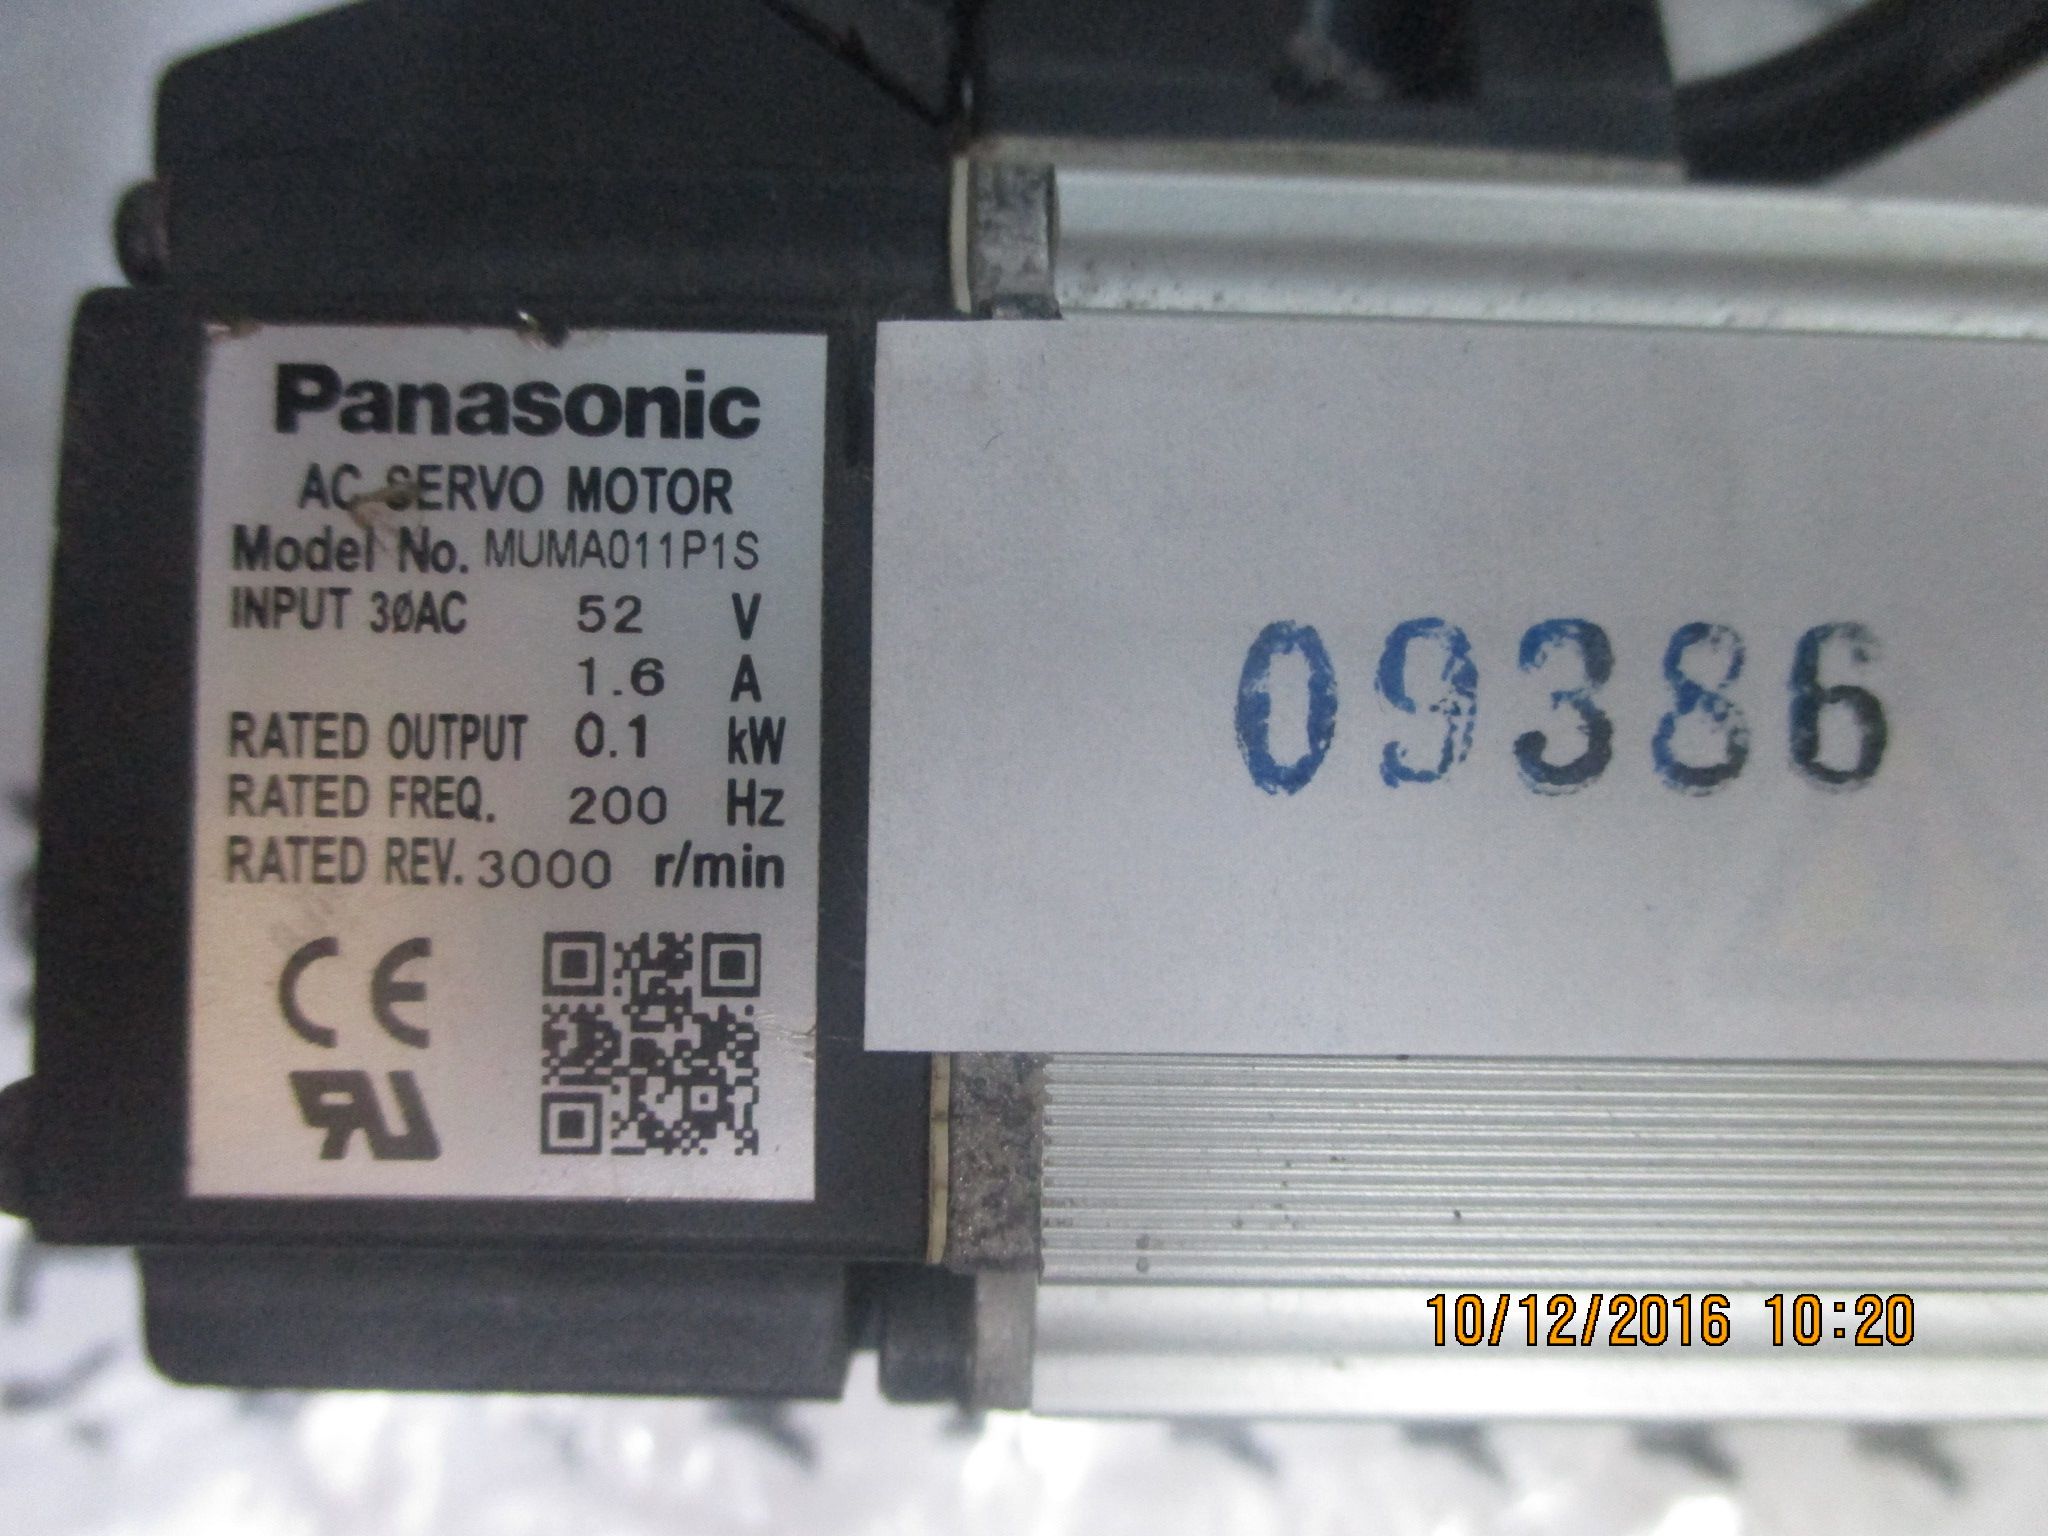 Panasonic
AC SERVO MOTOR
Model No. MUMA011P1S
INPUT 3ØAC 52 V
1.6 A
RATED OUTPUT 0.1 kW
RATED FREQ. 200 Hz
RATED REV. 3000 r/min
CE
RU
09386
10/12/2016 10:20